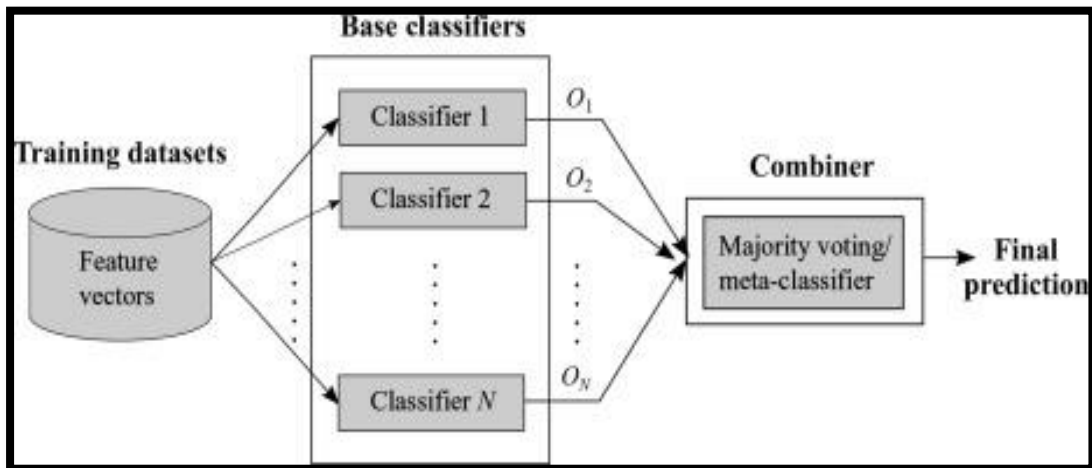 Base classifiers
Training datasets
Feature
vectors
Classifier 1
Classifier 2
Classifier N
O1
O2
ON
Combiner
Majority voting/
meta-classifier
Final
prediction